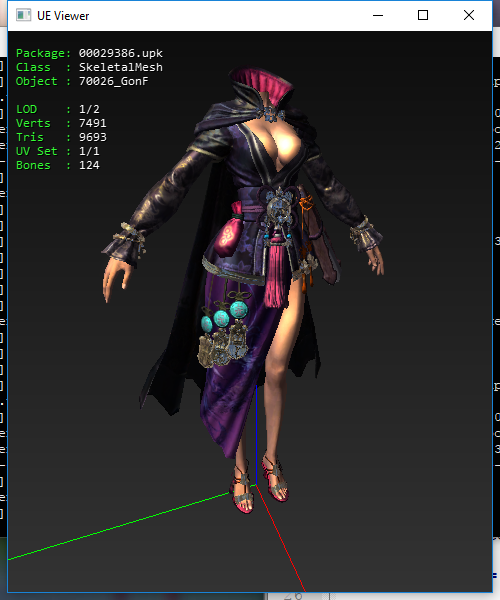 UE Viewer
Package: 00029386.upk
Class : SkeletalMesh
Object : 70026_GonF
LOD : 1/2
Verts : 7491
Tris : 9693
UV Set : 1/1
Bones : 124